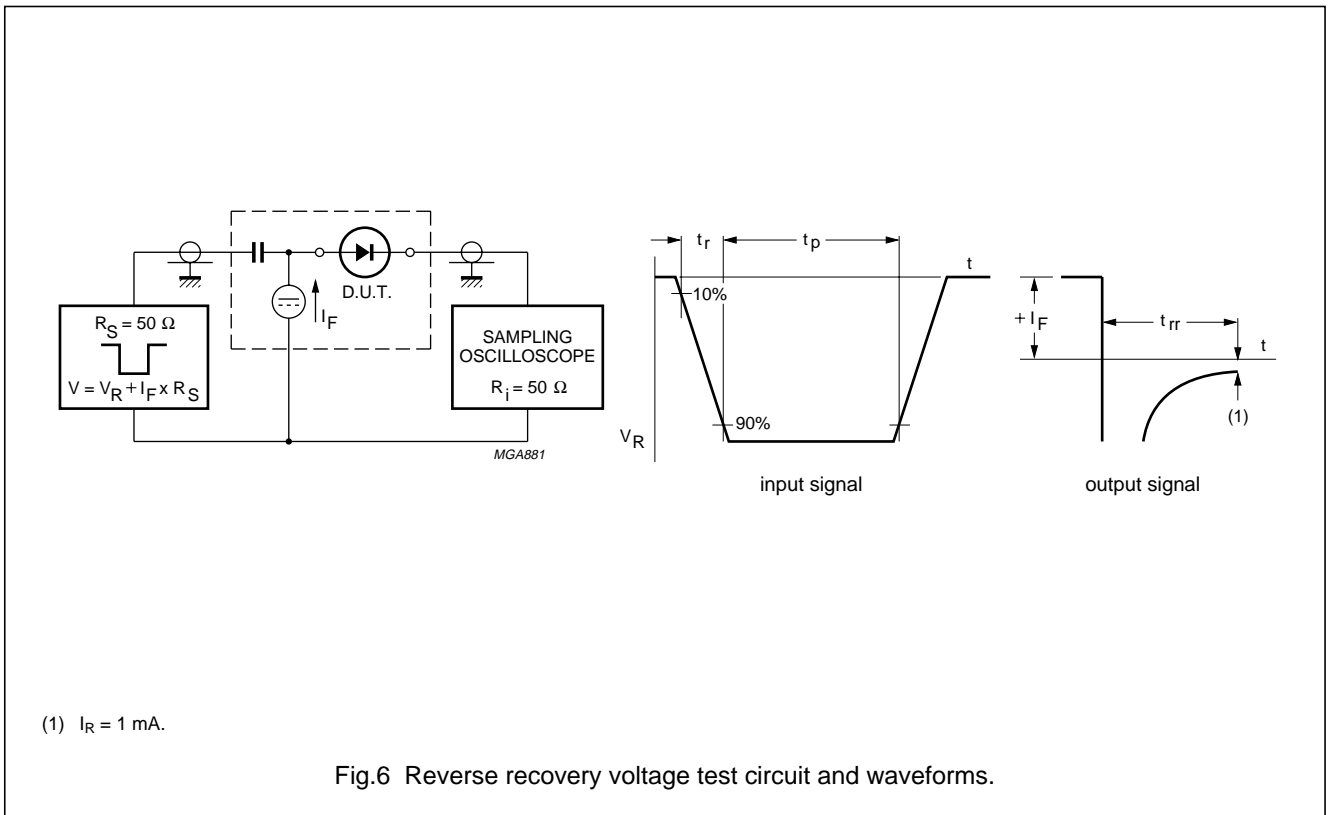 R_S = 50 Ω
V = V_R + I_F x R_S
I_F
D.U.T.
SAMPLING
OSCILLOSCOPE
R_i = 50 Ω
MGA881
t_r
t_p
t
10%
90%
V_R
input signal
+ I_F
t_rr
t
(1)
output signal
(1) I_R = 1 mA.
Fig.6 Reverse recovery voltage test circuit and waveforms.